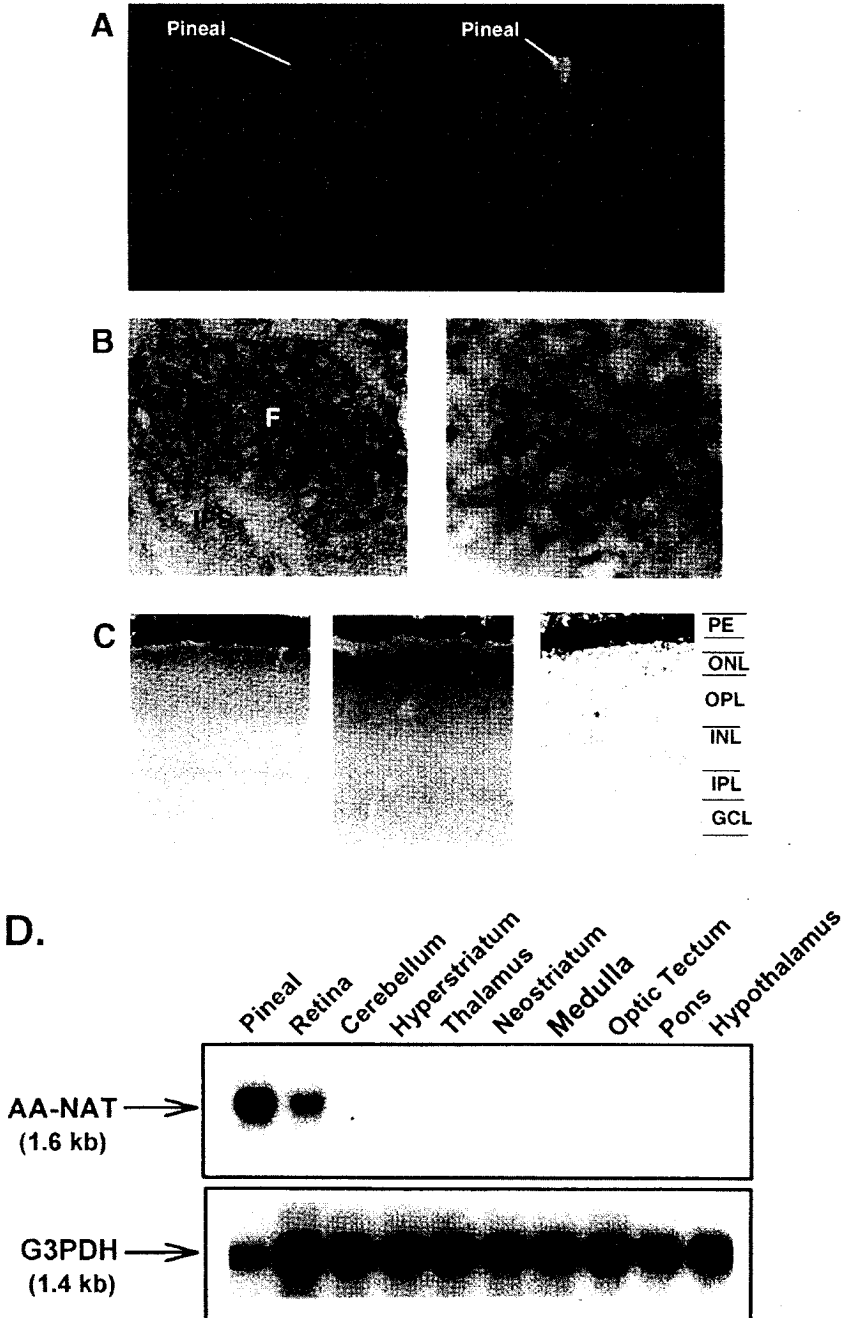 A
Pineal
Pineal
B
F
C
PE
ONL
OPL
INL
IPL
GCL
D.
Pineal
Retina
Cerebellum
Hyperstriatum
Thalamus
Neostriatum
Medulla
Optic Tectum
Pons
Hypothalamus
AA-NAT
(1.6 kb)
G3PDH
(1.4 kb)